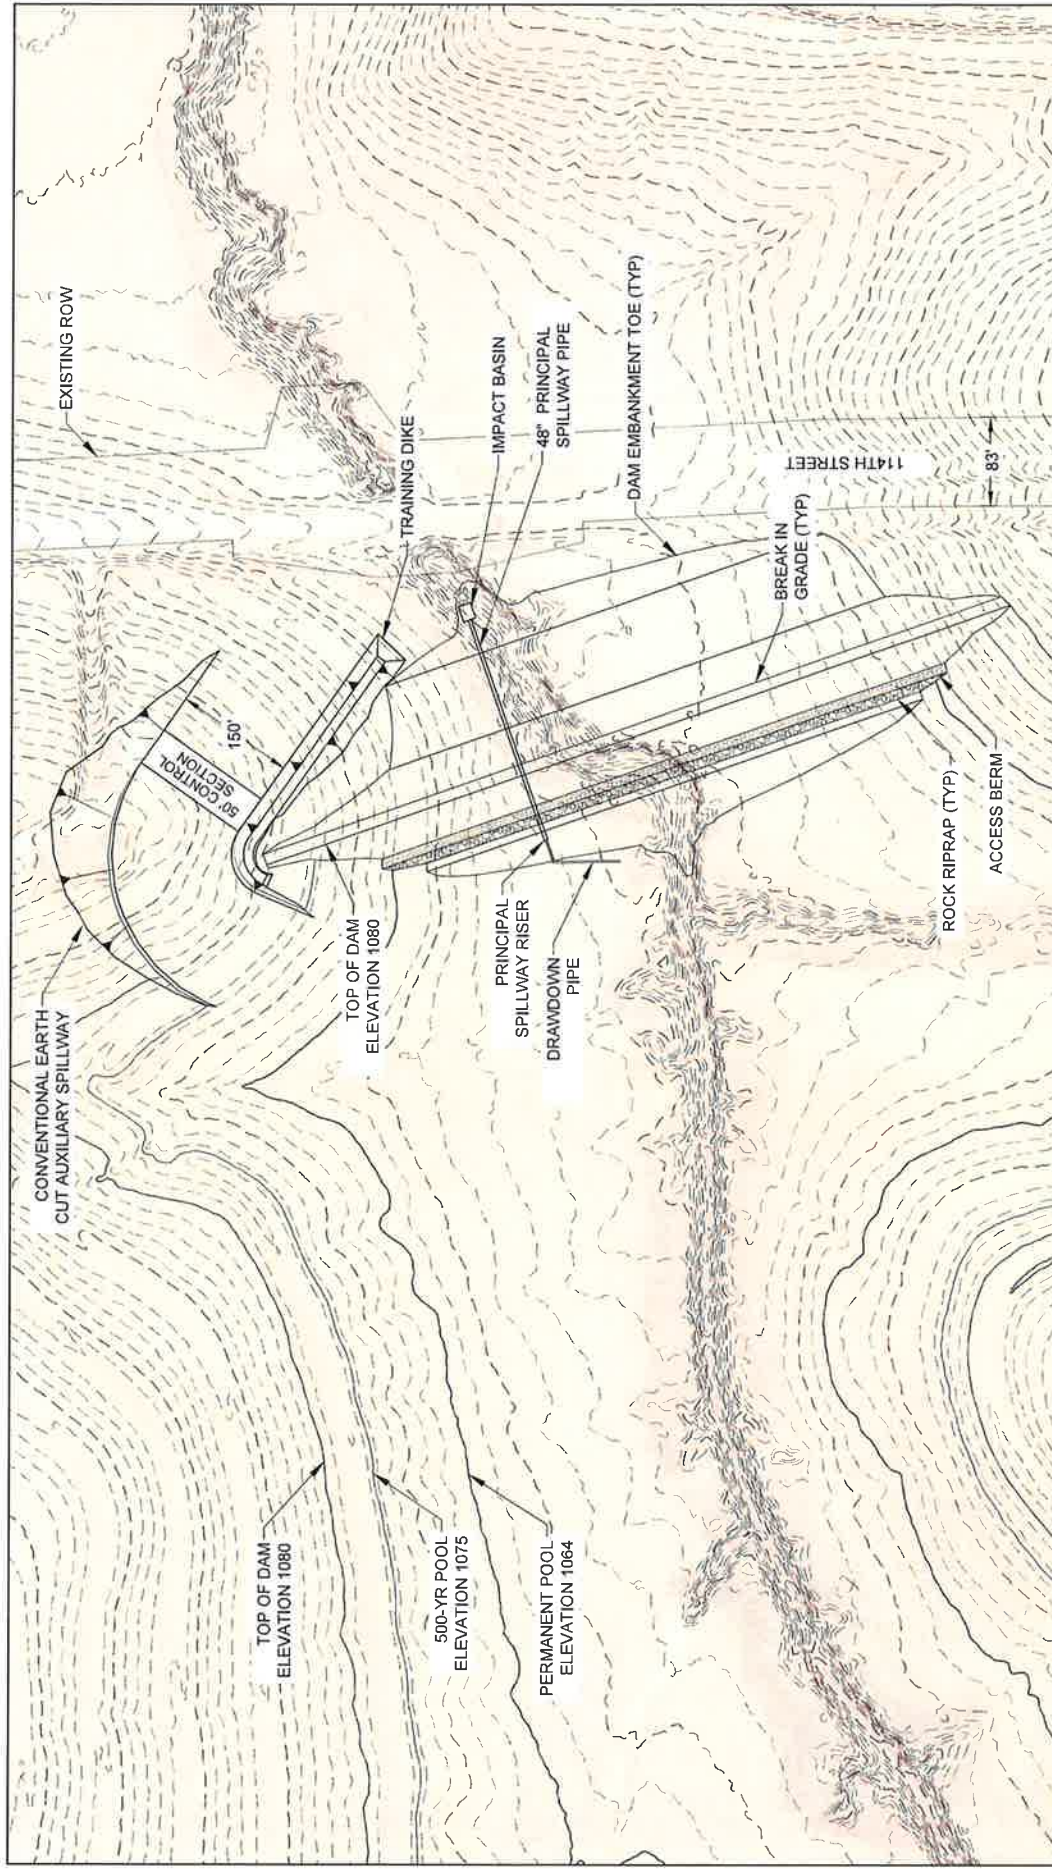 CONVENTIONAL EARTH
CUT AUXILIARY SPILLWAY
EXISTING ROW
50' CONTROL
SECTION
150'
TRAINING DIKE
TOP OF DAM
ELEVATION 1080
TOP OF DAM
ELEVATION 1080
500-YR POOL
ELEVATION 1075
PERMANENT POOL
ELEVATION 1064
PRINCIPAL
SPILLWAY RISER
DRAWDOWN
PIPE
IMPACT BASIN
48" PRINCIPAL
SPILLWAY PIPE
DAM EMBANKMENT TOE (TYP)
BREAK IN
GRADE (TYP)
114TH STREET
83'
ROCK RIPRAP (TYP)
ACCESS BERM